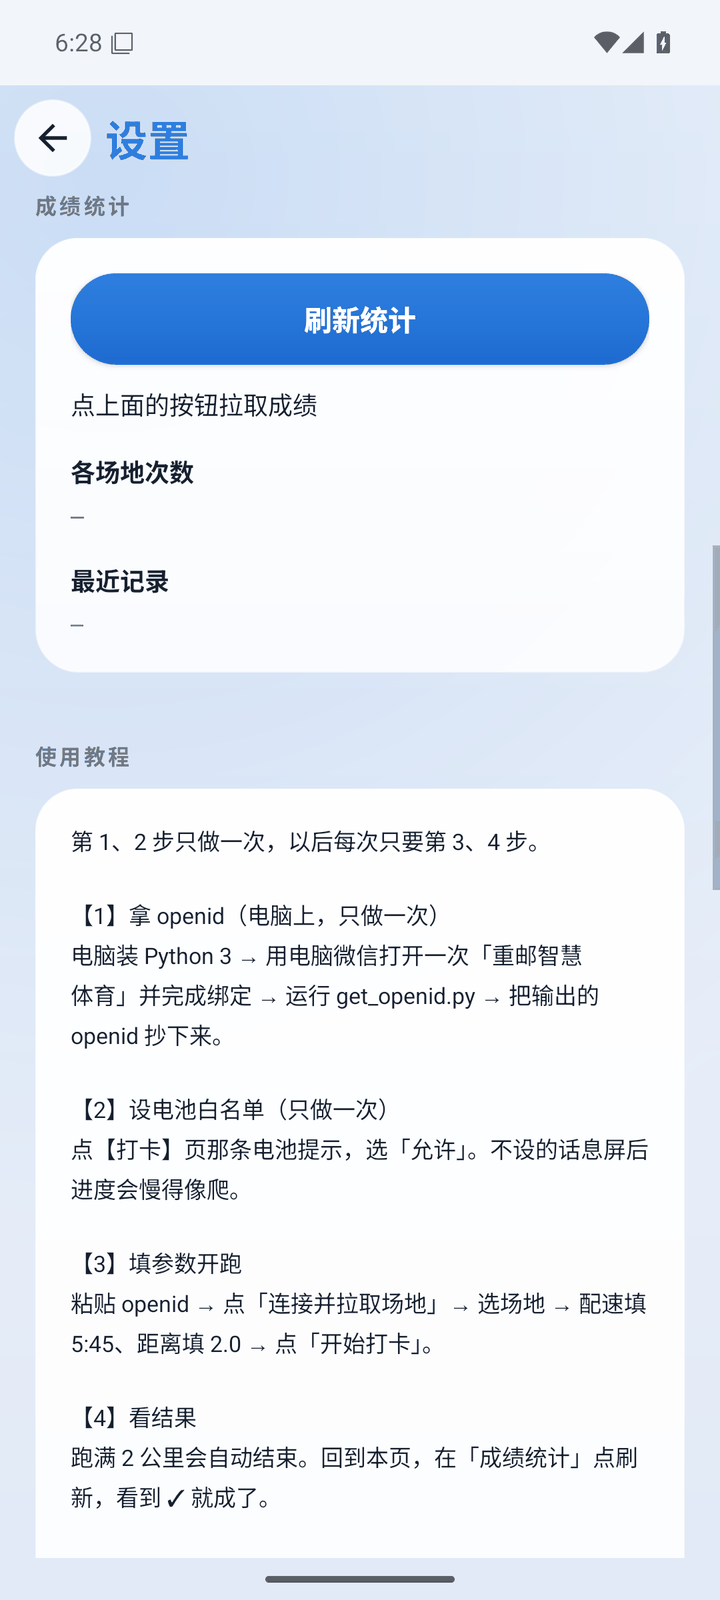 6:28
设置
成绩统计
刷新统计
点上面的按钮拉取成绩
各场地次数
–
最近记录
–
使用教程
第 1、2 步只做一次，以后每次只要第 3、4 步。
【1】拿 openid（电脑上，只做一次）
电脑装 Python 3 → 用电脑微信打开一次「重邮智慧
体育」并完成绑定 → 运行 get_openid.py → 把输出的
openid 抄下来。
【2】设电池白名单（只做一次）
点【打卡】页那条电池提示，选「允许」。不设的话息屏后
进度会慢得像爬。
【3】填参数开跑
粘贴 openid → 点「连接并拉取场地」 → 选场地 → 配速填
5:45、距离填 2.0 → 点「开始打卡」。
【4】看结果
跑满 2 公里会自动结束。回到本页，在「成绩统计」点刷
新，看到 ✓ 就成了。